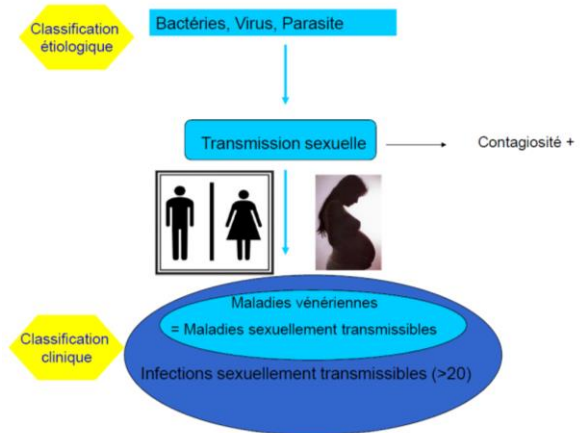 Classification
étiologique
Bactéries, Virus, Parasite
Transmission sexuelle
Contagiosité +
Maladies vénériennes
= Maladies sexuellement transmissibles
Classification
clinique
Infections sexuellement transmissibles (>20)